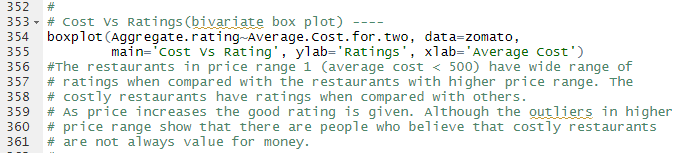 352 #
353 # Cost Vs Ratings(bivariate box plot) ----
354 boxplot(Aggregate.rating~Average.Cost.for.two, data=zomato,
355 main='Cost Vs Rating', ylab='Ratings', xlab='Average Cost')
356 #The restaurants in price range 1 (average cost < 500) have wide range of
357 # ratings when compared with the restaurants with higher price range. The
358 # costly restaurants have ratings when compared with others.
359 # As price increases the good rating is given. Although the outliers in higher
360 # price range show that there are people who believe that costly restaurants
361 # are not always value for money.